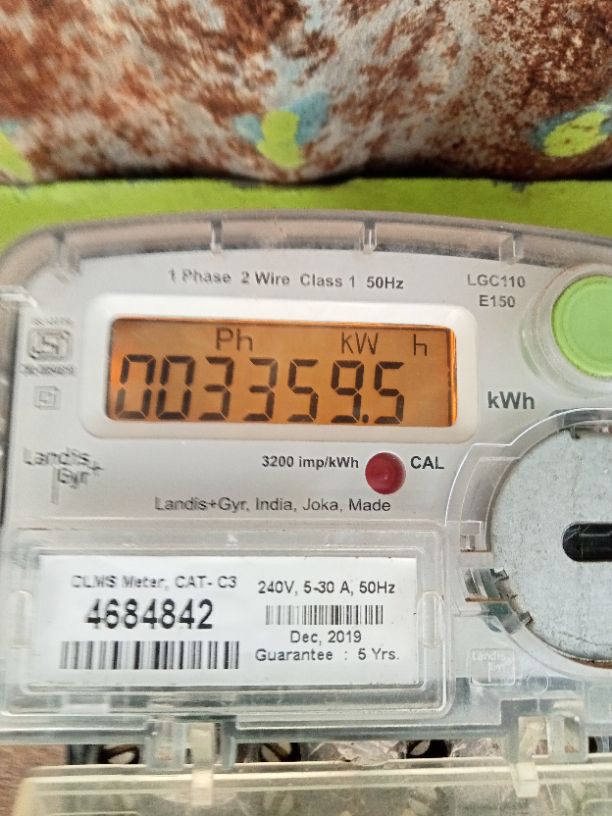 1 Phase 2 Wire Class 1 50Hz
LGC110
E150
Ph kW h
003359.5
kWh
3200 imp/kWh
CAL
Landis+Gyr
Landis+Gyr, India, Joka, Made
CLMS Meter, CAT- C3
4684842
240V, 5-30 A, 50Hz
Dec, 2019
Guarantee : 5 Yrs.